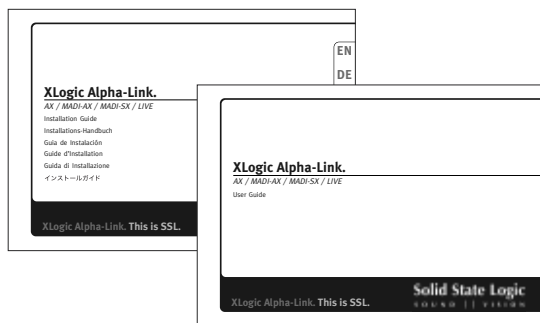 EN
DE
XLogic Alpha-Link.
AX / MADI-AX / MADI-SX / LIVE
Installation Guide
Installations-Handbuch
Guia de Instalación
Guide d'Installation
Guida di Installazione
インストールガイド
XLogic Alpha-Link. This is SSL.
XLogic Alpha-Link.
AX / MADI-AX / MADI-SX / LIVE
User Guide
XLogic Alpha-Link. This is SSL.
Solid State Logic
SOUND || VISION